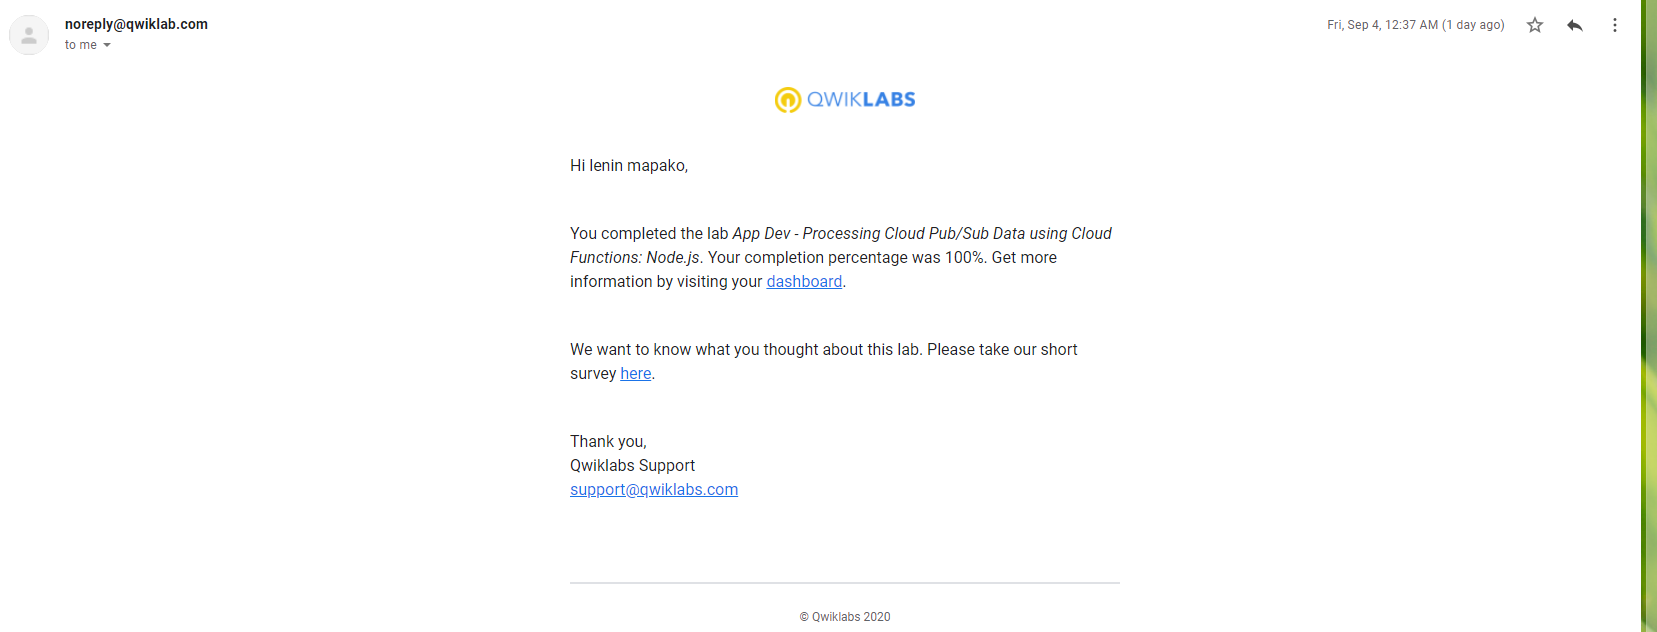 noreply@qwiklab.com
Fri, Sep 4, 12:37 AM (1 day ago)
to me
QWIKLABS
Hi lenin mapako,
You completed the lab App Dev - Processing Cloud Pub/Sub Data using Cloud
Functions: Node.js. Your completion percentage was 100%. Get more
information by visiting your dashboard.
We want to know what you thought about this lab. Please take our short
survey here.
Thank you,
Qwiklabs Support
support@qwiklabs.com
© Qwiklabs 2020